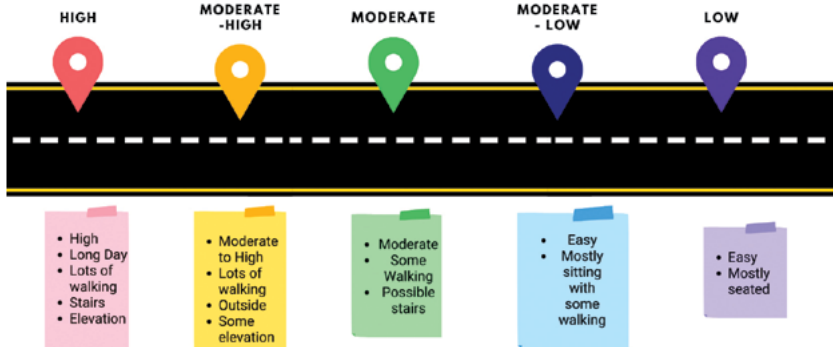 HIGH
MODERATE
-HIGH
MODERATE
MODERATE
- LOW
LOW
• High
• Long Day
• Lots of
walking
• Stairs
• Elevation
• Moderate
to High
• Lots of
walking
• Outside
• Some
elevation
• Moderate
• Some
Walking
• Possible
stairs
• Easy
• Mostly
sitting
with
some
walking
• Easy
• Mostly
seated